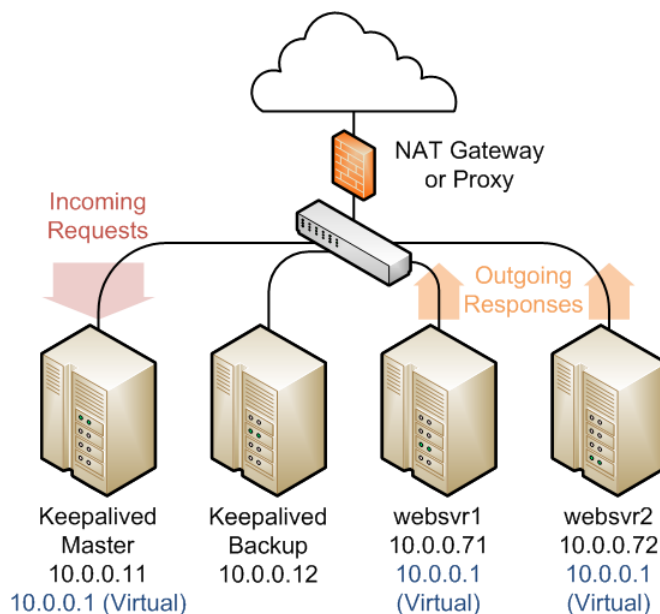 NAT Gateway
or Proxy
Incoming
Requests
Outgoing
Responses
Keepalived
Master
10.0.0.11
10.0.0.1 (Virtual)
Keepalived
Backup
10.0.0.12
websvr1
10.0.0.71
10.0.0.1
(Virtual)
websvr2
10.0.0.72
10.0.0.1
(Virtual)